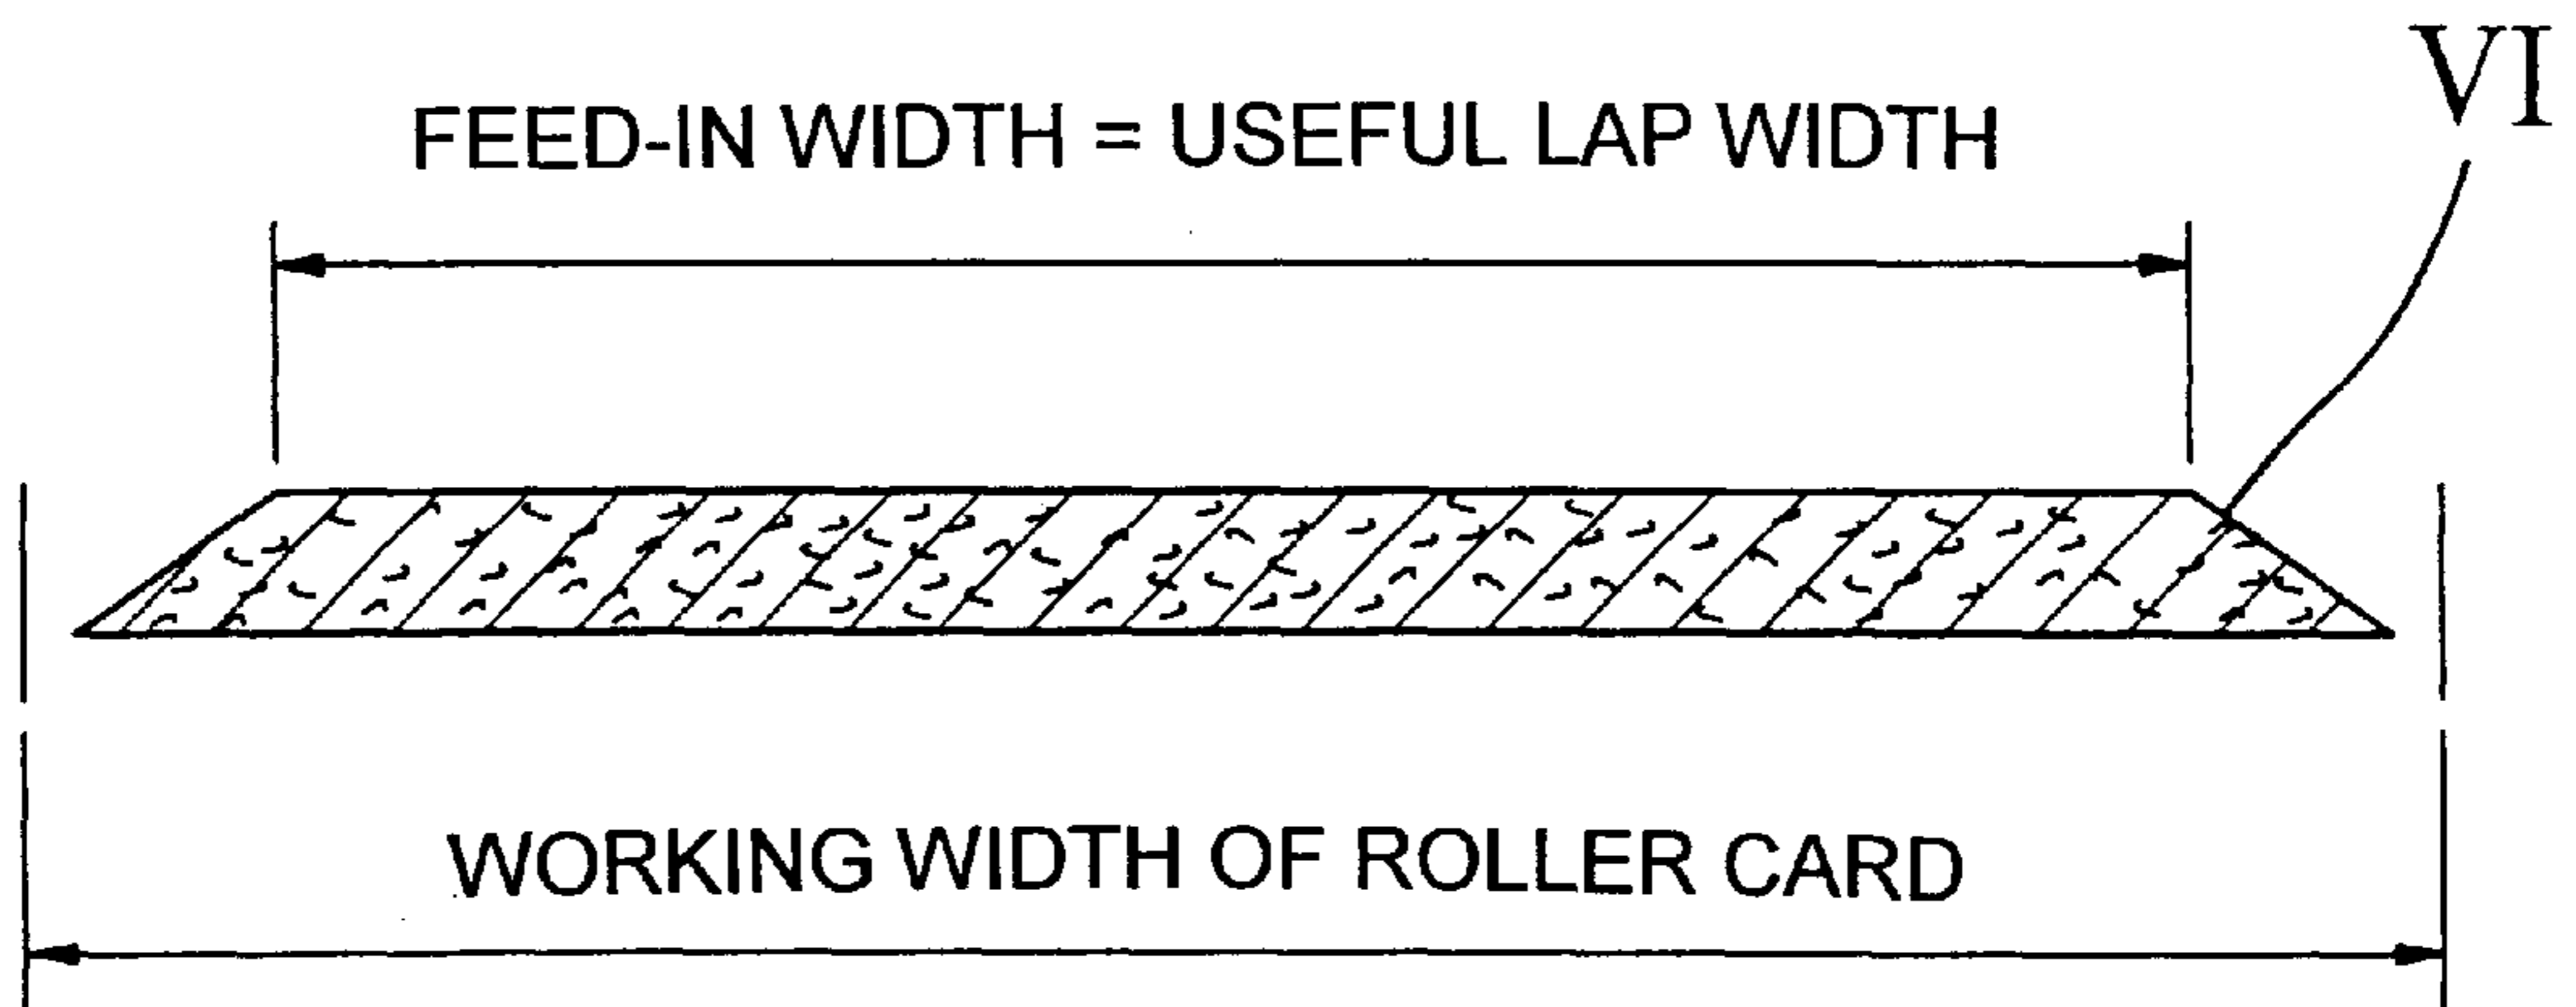 VI
FEED-IN WIDTH = USEFUL LAP WIDTH
WORKING WIDTH OF ROLLER CARD